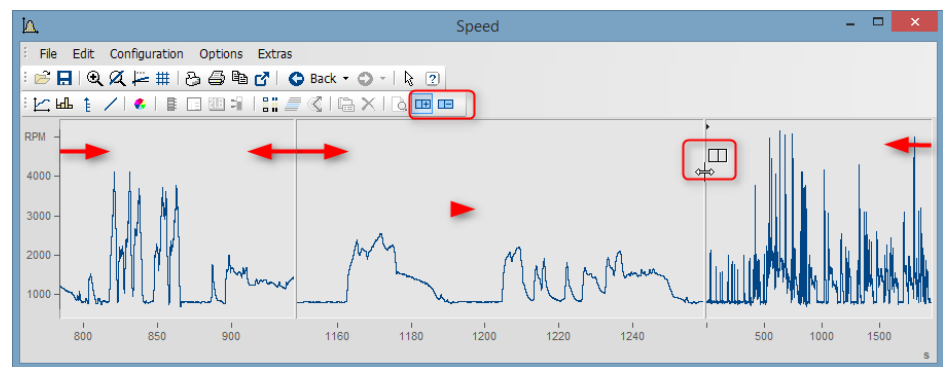 Speed
File Edit Configuration Options Extras
Back
RPM
4000
3000
2000
1000
800 850 900 1160 1180 1200 1220 1240 500 1000 1500
s